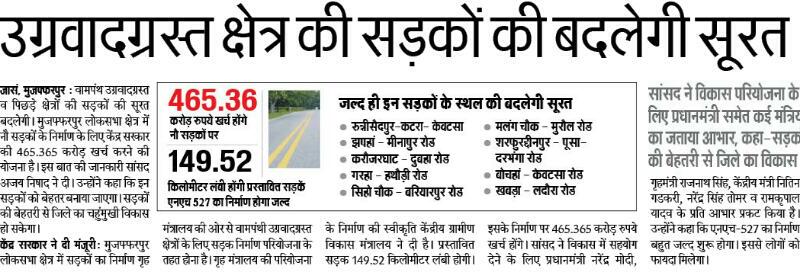 उग्रवादग्रस्त क्षेत्र की सड़कों की बदलेगी सूरत
जासं, मुजफ्फरपुर : वामपंथ उग्रवादग्रस्त
व पिछड़े क्षेत्रों की सड़कों की सूरत
बदलेगी। मुजफ्फरपुर लोकसभा क्षेत्र में
नौ सड़कों के निर्माण के लिए केंद्र सरकार
की 465.365 करोड़ खर्च करने की
योजना है। इस बात की जानकारी सांसद
अजय निषाद ने दी। उन्होंने कहा कि इन
सड़कों को बेहतर बनाया जाएगा। सड़कों
की बेहतरी से जिले का चहुंमुखी विकास
हो सकेगा।
केंद्र सरकार ने दी मंजूरी : मुजफ्फरपुर
लोकसभा क्षेत्र में सड़कों का निर्माण गृह
465.36
करोड़ रुपये खर्च होंगे
नौ सड़कों पर
149.52
किलोमीटर लंबी होंगी प्रस्तावित सड़कें
एनएच 527 का निर्माण होगा जल्द
जल्द ही इन सड़कों के स्थल की बदलेगी सूरत
● रुन्नीसैदपुर-कटरा- केवटसा
● झपहां - मीनापुर रोड
● करौजरघाट - दुबहा रोड
● गरहा - हथौड़ी रोड
● सिहो चौक - बरियारपुर रोड
● मलंग चौक - मुरौल रोड
● शरफुद्दीनपुर - पूसा-
दरभंगा रोड
● बोचहां - केवटसा रोड
● खबड़ा - लदौरा रोड
मंत्रालय की ओर से वामपंथी उग्रवादग्रस्त
क्षेत्रों के लिए सड़क निर्माण परियोजना के
तहत होना है। गृह मंत्रालय की परियोजना
के निर्माण की स्वीकृति केंद्रीय ग्रामीण
विकास मंत्रालय ने दी है। प्रस्तावित
सड़क 149.52 किलोमीटर लंबी होगी।
इसके निर्माण पर 465.365 करोड़ रुपये
खर्च होंगे। सांसद ने विकास में सहयोग
देने के लिए प्रधानमंत्री नरेंद्र मोदी,
सांसद ने विकास परियोजना के
लिए प्रधानमंत्री समेत कई मंत्रियों
का जताया आभार, कहा-सड़क
की बेहतरी से जिले का विकास
गृहमंत्री राजनाथ सिंह, केंद्रीय मंत्री नितिन
गडकरी, नरेंद्र सिंह तोमर व रामकृपाल
यादव के प्रति आभार प्रकट किया है।
उन्होंने कहा कि एनएच-527 का निर्माण
बहुत जल्द शुरू होगा। इससे लोगों को
फायदा मिलेगा।